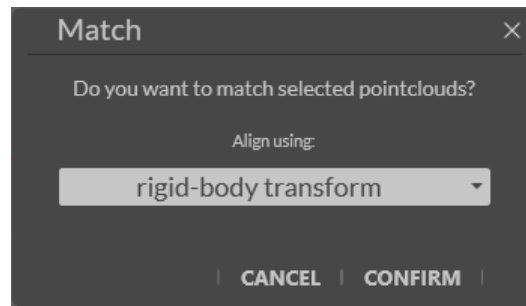 Match
Do you want to match selected pointclouds?
Align using:
rigid-body transform
CANCEL CONFIRM